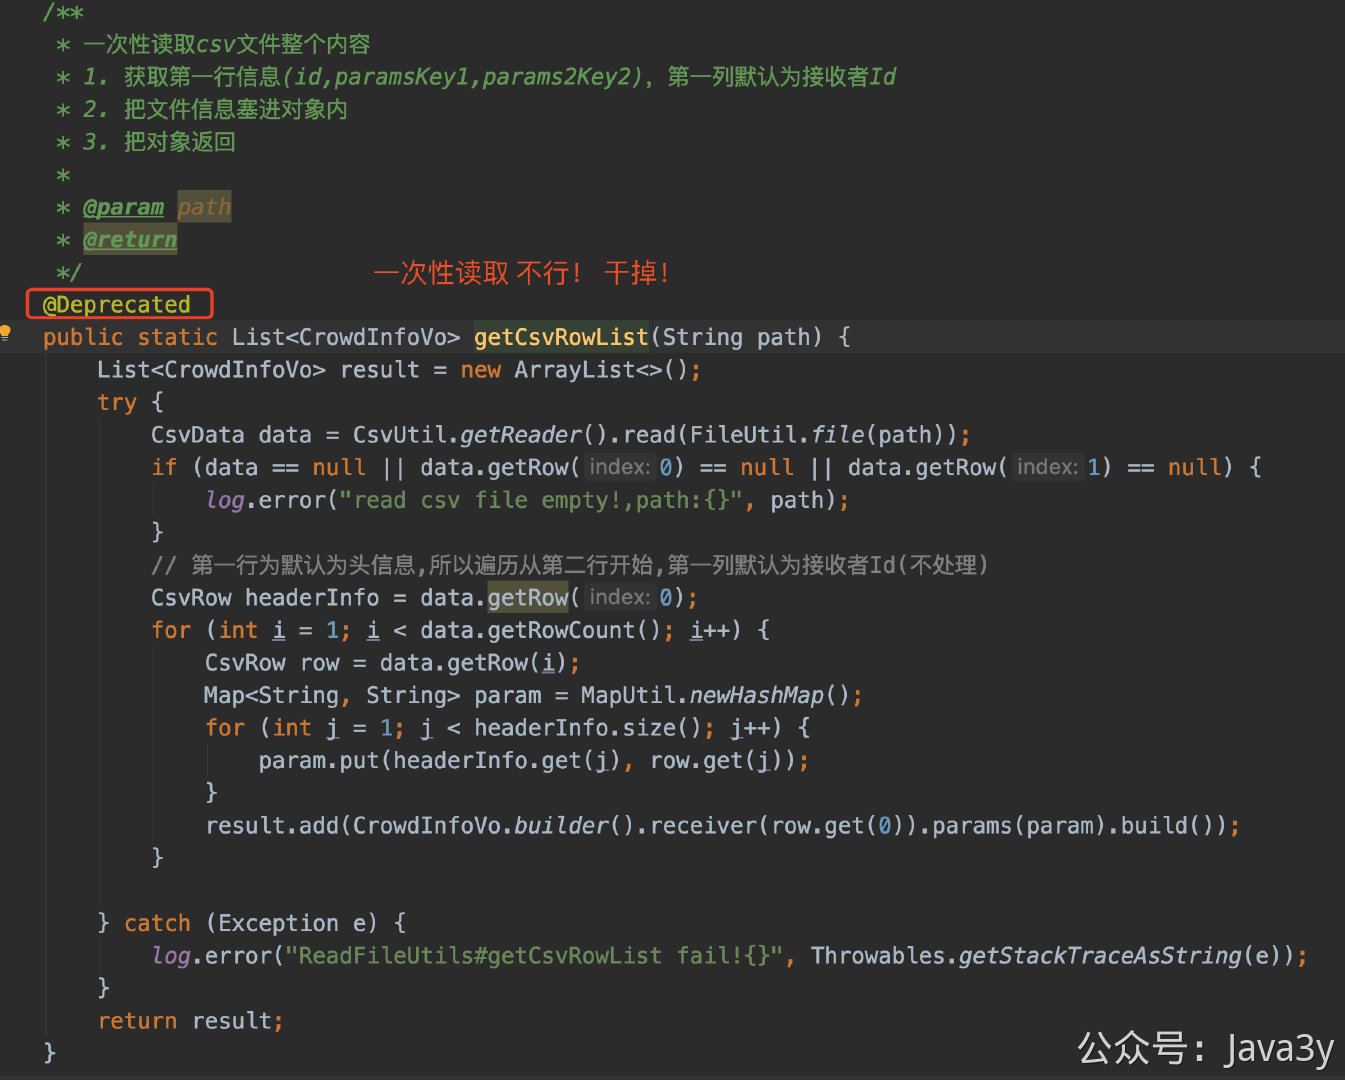 /**
* 一次性读取csv文件整个内容
* 1. 获取第一行信息(id,paramsKey1,params2Key2)，第一列默认为接收者Id
* 2. 把文件信息塞进对象内
* 3. 把对象返回
*
* @param path
* @return
*/
一次性读取 不行！ 干掉！
@Deprecated
public static List<CrowdInfoVo> getCsvRowList(String path) {
List<CrowdInfoVo> result = new ArrayList<>();
try {
CsvData data = CsvUtil.getReader().read(FileUtil.file(path));
if (data == null || data.getRow( index: 0) == null || data.getRow( index: 1) == null) {
log.error("read csv file empty!,path:{}", path);
}
// 第一行为默认为头信息,所以遍历从第二行开始,第一列默认为接收者Id(不处理)
CsvRow headerInfo = data.getRow( index: 0);
for (int i = 1; i < data.getRowCount(); i++) {
CsvRow row = data.getRow(i);
Map<String, String> param = MapUtil.newHashMap();
for (int j = 1; j < headerInfo.size(); j++) {
param.put(headerInfo.get(j), row.get(j));
}
result.add(CrowdInfoVo.builder().receiver(row.get(0)).params(param).build());
}
} catch (Exception e) {
log.error("ReadFileUtils#getCsvRowList fail!{}", Throwables.getStackTraceAsString(e));
}
return result;
}
公众号：Java3y